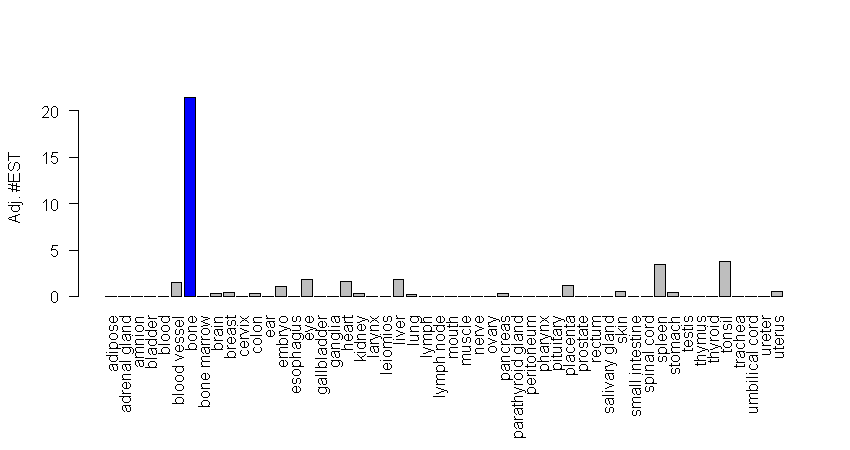 Adj. #EST
20
15
10
5
0
adipose
adrenal gland
amnion
bladder
blood
blood vessel
bone
bone marrow
brain
breast
cervix
colon
ear
embryo
esophagus
eye
gallbladder
ganglia
heart
kidney
larynx
leiomios
liver
lung
lymph
lymph node
mouth
muscle
nerve
ovary
pancreas
parathyroid gland
peritoneum
pharynx
pituitary
placenta
prostate
rectum
salivary gland
skin
small intestine
spinal cord
spleen
stomach
testis
thymus
thyroid
tonsil
trachea
umbilical cord
ureter
uterus